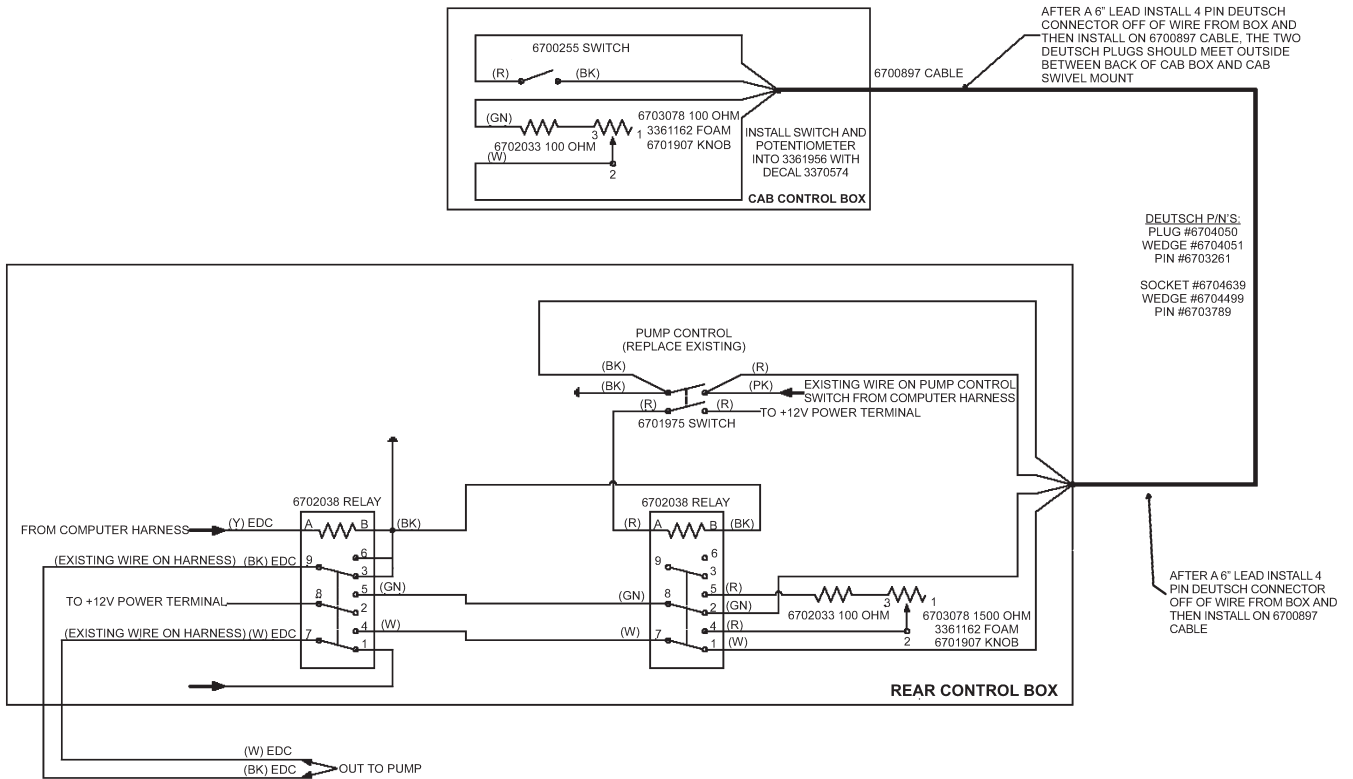 AFTER A 6" LEAD INSTALL 4 PIN DEUTSCH
CONNECTOR OFF OF WIRE FROM BOX AND
THEN INSTALL ON 6700897 CABLE, THE TWO
DEUTSCH PLUGS SHOULD MEET OUTSIDE
BETWEEN BACK OF CAB BOX AND CAB
SWIVEL MOUNT
6700255 SWITCH
(R)
(BK)
6700897 CABLE
(GN)
6703078 100 OHM
3361162 FOAM
6701907 KNOB
3
1
6702033 100 OHM
(W)
2
INSTALL SWITCH AND
POTENTIOMETER
INTO 3361956 WITH
DECAL 3370574
CAB CONTROL BOX
DEUTSCH P/N'S:
PLUG #6704050
WEDGE #6704051
PIN #6703261
SOCKET #6704639
WEDGE #6704499
PIN #6703789
PUMP CONTROL
(REPLACE EXISTING)
(BK)
(R)
(BK)
(PK)
EXISTING WIRE ON PUMP CONTROL
SWITCH FROM COMPUTER HARNESS
(R)
(R)
TO +12V POWER TERMINAL
6701975 SWITCH
6702038 RELAY
6702038 RELAY
FROM COMPUTER HARNESS
(Y) EDC
A
B
(BK)
(R)
A
B
(BK)
(EXISTING WIRE ON HARNESS)
(BK) EDC
9
6
3
9
6
3
TO +12V POWER TERMINAL
8
5
(GN)
2
(GN)
8
5
(R)
2
(GN)
3
1
6702033 100 OHM
6703078 1500 OHM
3361162 FOAM
6701907 KNOB
2
(EXISTING WIRE ON HARNESS)
(W) EDC
7
4
(W)
1
(W)
7
4
(R)
1
(W)
AFTER A 6" LEAD INSTALL 4
PIN DEUTSCH CONNECTOR
OFF OF WIRE FROM BOX AND
THEN INSTALL ON 6700897
CABLE
REAR CONTROL BOX
(W) EDC
(BK) EDC
OUT TO PUMP